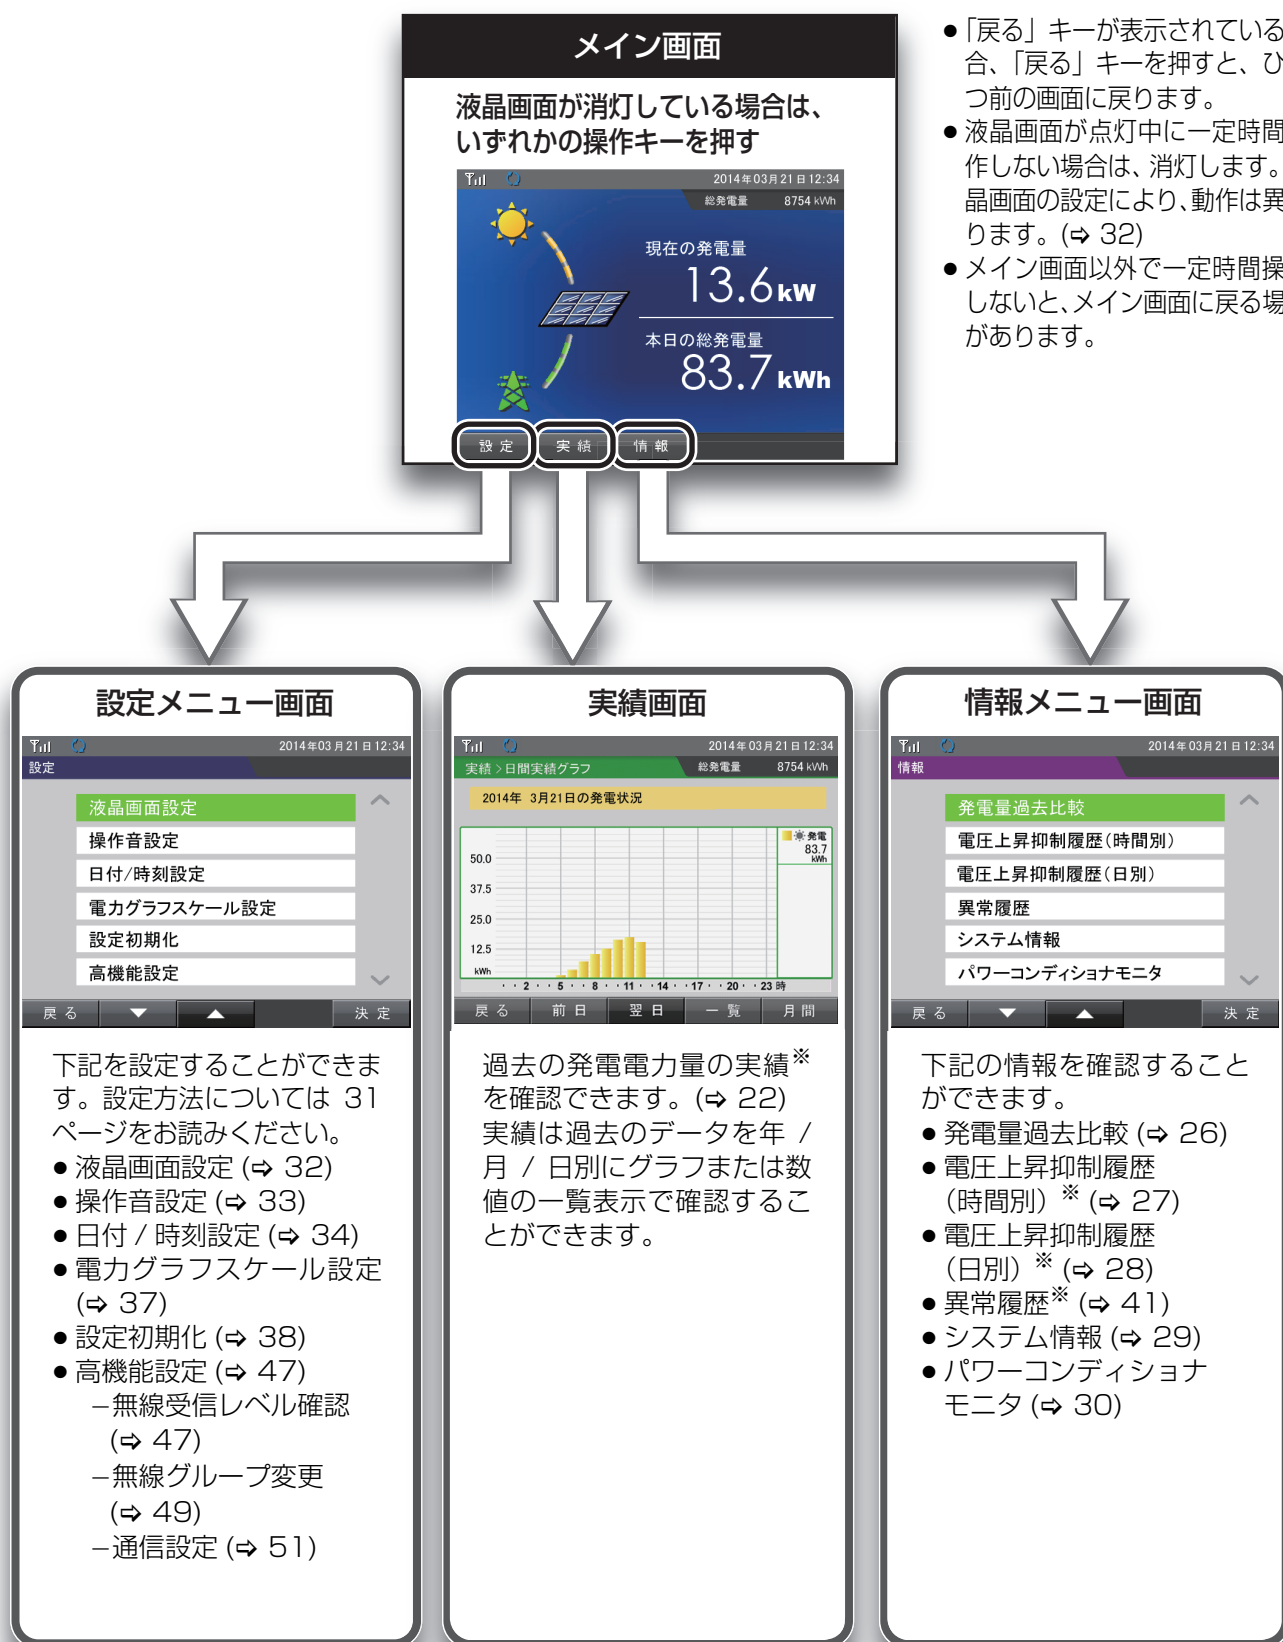 メイン画面
液晶画面が消灯している場合は、
いずれかの操作キーを押す
2014年03月21日12:34
総発電量 8754 kWh
現在の発電量
13.6kW
本日の総発電量
83.7kWh
設定 実績 情報
●「戻る」キーが表示されている
合、「戻る」キーを押すと、ひ
つ前の画面に戻ります。
●液晶画面が点灯中に一定時間
作しない場合は、消灯します。
晶画面の設定により、動作は異
ります。(⇨ 32)
●メイン画面以外で一定時間操
しないと、メイン画面に戻る場
があります。
設定メニュー画面
2014年03月21日12:34
設定
液晶画面設定
操作音設定
日付/時刻設定
電力グラフスケール設定
設定初期化
高機能設定
戻る ▼ ▲ 決定
下記を設定することができま
す。設定方法については 31
ページをお読みください。
●液晶画面設定 (⇨ 32)
●操作音設定 (⇨ 33)
●日付 / 時刻設定 (⇨ 34)
●電力グラフスケール設定
(⇨ 37)
●設定初期化 (⇨ 38)
●高機能設定 (⇨ 47)
−無線受信レベル確認
(⇨ 47)
−無線グループ変更
(⇨ 49)
−通信設定 (⇨ 51)
実績画面
2014年03月21日12:34
実績>日間実績グラフ 総発電量 8754 kWh
2014年 3月21日の発電状況
発電
83.7
kWh
50.0
37.5
25.0
12.5
kWh
・・2・・5・・8・・11・・14・・17・・20・・23時
戻る 前日 翌日 一覧 月間
過去の発電電力量の実績※
を確認できます。(⇨ 22)
実績は過去のデータを年 /
月 / 日別にグラフまたは数
値の一覧表示で確認するこ
とができます。
情報メニュー画面
2014年03月21日12:34
情報
発電量過去比較
電圧上昇抑制履歴(時間別)
電圧上昇抑制履歴(日別)
異常履歴
システム情報
パワーコンディショナモニタ
戻る ▼ ▲ 決定
下記の情報を確認すること
ができます。
●発電量過去比較 (⇨ 26)
●電圧上昇抑制履歴
(時間別)※ (⇨ 27)
●電圧上昇抑制履歴
(日別)※ (⇨ 28)
●異常履歴※ (⇨ 41)
●システム情報 (⇨ 29)
●パワーコンディショナ
モニタ (⇨ 30)